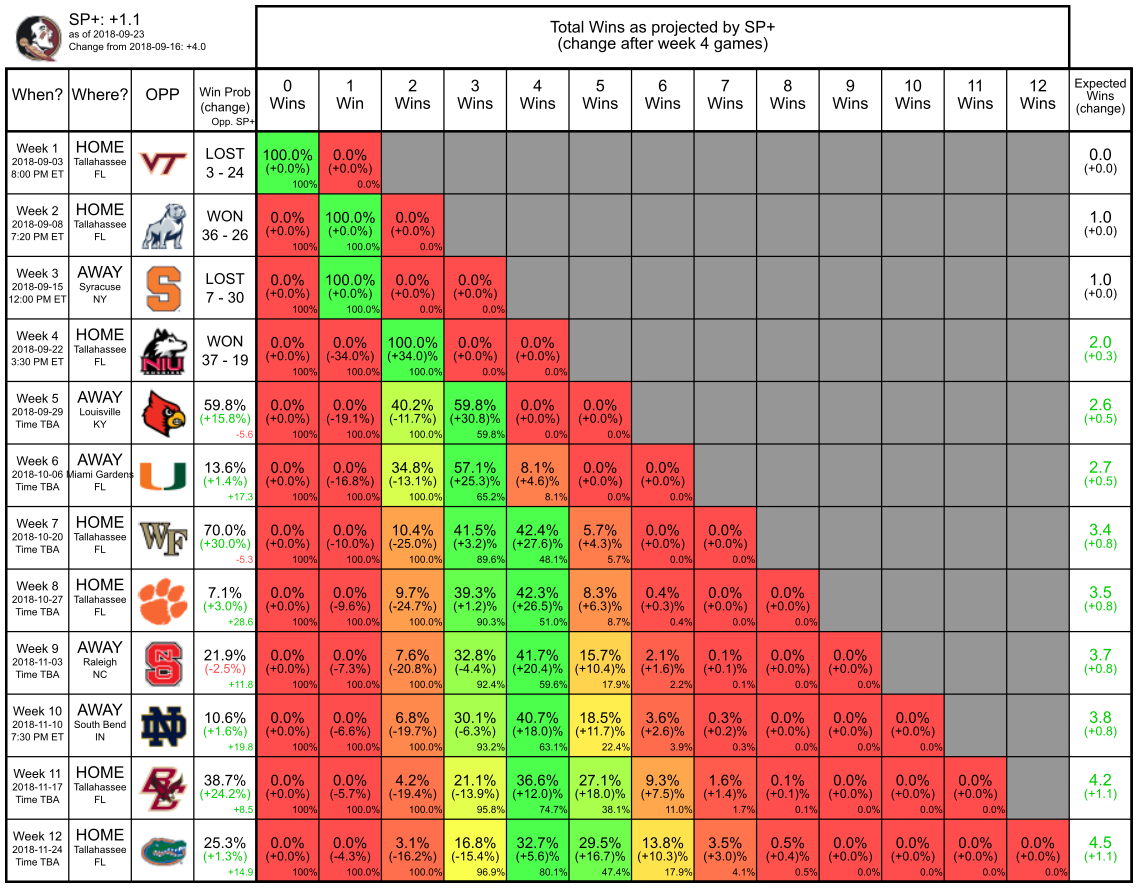 SP+: +1.1
as of 2018-09-23
Change from 2018-09-16: +4.0
Total Wins as projected by SP+
(change after week 4 games)
When? Where? OPP Win Prob (change) Opp. SP+ 0 Wins 1 Win 2 Wins 3 Wins 4 Wins 5 Wins 6 Wins 7 Wins 8 Wins 9 Wins 10 Wins 11 Wins 12 Wins Expected Wins (change)
Week 1 HOME LOST 100.0% 0.0% 0.0
2018-09-03 Tallahassee VT 3 - 24 (+0.0%) (+0.0%) (+0.0)
8:00 PM ET FL 100% 0.0%
Week 2 HOME WON 0.0% 100.0% 0.0% 1.0
2018-09-08 Tallahassee 36 - 26 (+0.0%) (+0.0%) (+0.0%) (+0.0)
7:20 PM ET FL 100% 100.0% 0.0%
Week 3 AWAY LOST 0.0% 100.0% 0.0% 0.0% 1.0
2018-09-15 Syracuse S 7 - 30 (+0.0%) (+0.0%) (+0.0%) (+0.0%) (+0.0)
12:00 PM ET NY 100% 100.0% 0.0% 0.0%
Week 4 HOME WON 0.0% 0.0% 100.0% 0.0% 0.0% 2.0
2018-09-22 Tallahassee NIU 37 - 19 (+0.0%) (-34.0%) (+34.0)% (+0.0%) (+0.0%) (+0.3)
3:30 PM ET FL 100% 100.0% 100.0% 0.0% 0.0%
Week 5 AWAY 59.8% 0.0% 0.0% 40.2% 59.8% 0.0% 0.0% 2.6
2018-09-29 Louisville (+15.8%) (+0.0%) (-19.1%) (-11.7%) (+30.8)% (+0.0%) (+0.0%) (+0.5)
Time TBA KY -5.6 100% 100.0% 100.0% 59.8% 0.0% 0.0%
Week 6 AWAY 13.6% 0.0% 0.0% 34.8% 57.1% 8.1% 0.0% 0.0% 2.7
2018-10-06 Miami Gardens U (+1.4%) (+0.0%) (-16.8%) (-13.1%) (+25.3)% (+4.6)% (+0.0%) (+0.0%) (+0.5)
Time TBA FL +17.3 100% 100.0% 100.0% 65.2% 8.1% 0.0% 0.0%
Week 7 HOME 70.0% 0.0% 0.0% 10.4% 41.5% 42.4% 5.7% 0.0% 0.0% 3.4
2018-10-20 Tallahassee WF (+30.0%) (+0.0%) (-10.0%) (-25.0%) (+3.2)% (+27.6)% (+4.3)% (+0.0%) (+0.0%) (+0.8)
Time TBA FL -5.3 100% 100.0% 100.0% 89.6% 48.1% 5.7% 0.0% 0.0%
Week 8 HOME 7.1% 0.0% 0.0% 9.7% 39.3% 42.3% 8.3% 0.4% 0.0% 0.0% 3.5
2018-10-27 Tallahassee (+3.0%) (+0.0%) (-9.6%) (-24.7%) (+1.2)% (+26.5)% (+6.3)% (+0.3)% (+0.0%) (+0.0%) (+0.8)
Time TBA FL +28.6 100% 100.0% 100.0% 90.3% 51.0% 8.7% 0.4% 0.0% 0.0%
Week 9 AWAY 21.9% 0.0% 0.0% 7.6% 32.8% 41.7% 15.7% 2.1% 0.1% 0.0% 0.0% 3.7
2018-11-03 Raleigh NCS (-2.5%) (+0.0%) (-7.3%) (-20.8%) (-4.4%) (+20.4)% (+10.4)% (+1.6)% (+0.1)% (+0.0%) (+0.0%) (+0.8)
Time TBA NC +11.8 100% 100.0% 100.0% 92.4% 59.6% 17.9% 2.2% 0.1% 0.0% 0.0%
Week 10 AWAY 10.6% 0.0% 0.0% 6.8% 30.1% 40.7% 18.5% 3.6% 0.3% 0.0% 0.0% 0.0% 3.8
2018-11-10 South Bend ND (+1.6%) (+0.0%) (-6.6%) (-19.7%) (-6.3%) (+18.0)% (+11.7)% (+2.6)% (+0.2)% (+0.0%) (+0.0%) (+0.0%) (+0.8)
7:30 PM ET IN +19.8 100% 100.0% 100.0% 93.2% 63.1% 22.4% 3.9% 0.3% 0.0% 0.0% 0.0%
Week 11 HOME 38.7% 0.0% 0.0% 4.2% 21.1% 36.6% 27.1% 9.3% 1.6% 0.1% 0.0% 0.0% 0.0% 4.2
2018-11-17 Tallahassee BC (+24.2%) (+0.0%) (-5.7%) (-19.4%) (-13.9%) (+12.0)% (+18.0)% (+7.5)% (+1.4)% (+0.1)% (+0.0%) (+0.0%) (+0.0%) (+1.1)
Time TBA FL +8.5 100% 100.0% 100.0% 95.8% 74.7% 38.1% 11.0% 1.7% 0.1% 0.0% 0.0% 0.0%
Week 12 HOME 25.3% 0.0% 0.0% 3.1% 16.8% 32.7% 29.5% 13.8% 3.5% 0.5% 0.0% 0.0% 0.0% 0.0% 4.5
2018-11-24 Tallahassee (+1.3%) (+0.0%) (-4.3%) (-16.2%) (-15.4%) (+5.6)% (+16.7)% (+10.3)% (+3.0)% (+0.4)% (+0.0%) (+0.0%) (+0.0%) (+0.0%) (+1.1)
Time TBA FL +14.9 100% 100.0% 100.0% 96.9% 80.1% 47.4% 17.9% 4.1% 0.5% 0.0% 0.0% 0.0% 0.0%